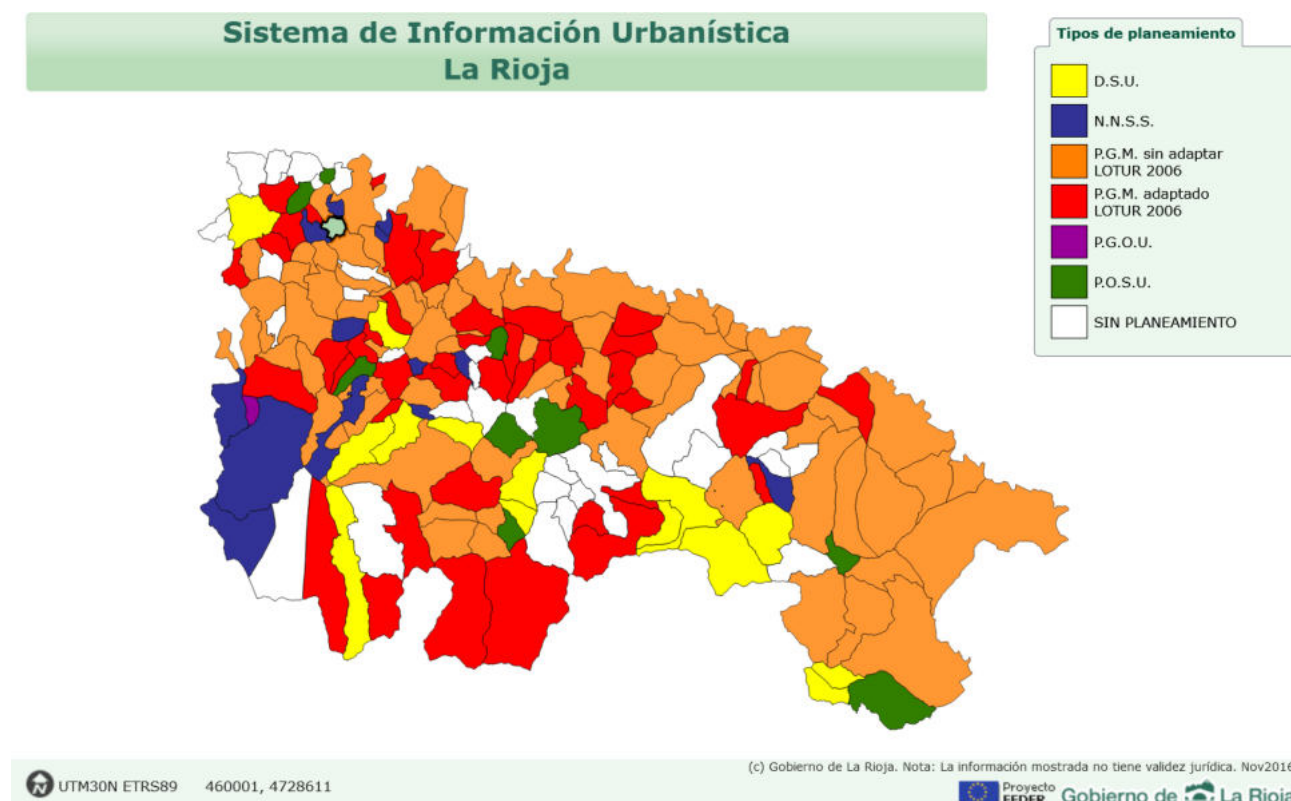 Sistema de Información Urbanística
La Rioja
Tipos de planeamiento
D.S.U.
N.N.S.S.
P.G.M. sin adaptar
LOTUR 2006
P.G.M. adaptado
LOTUR 2006
P.G.O.U.
P.O.S.U.
SIN PLANEAMIENTO
(c) Gobierno de La Rioja. Nota: La información mostrada no tiene validez jurídica. Nov2016
N UTM30N ETRS89 460001, 4728611
Proyecto
FEDER
Gobierno de La Rioja